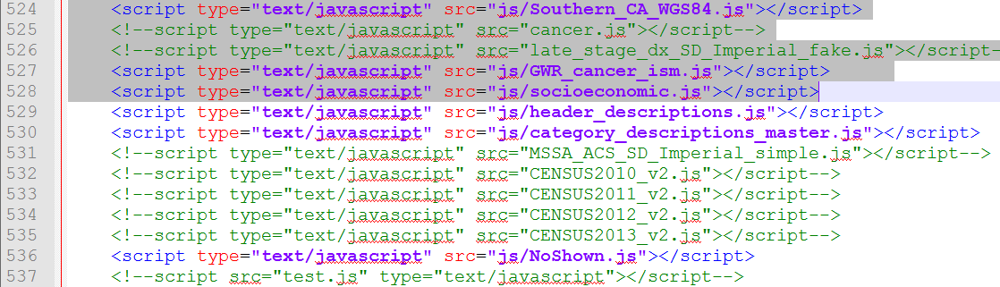 524 <script type="text/javascript" src="js/Southern_CA_WGS84.js"></script>
525 <!--script type="text/javascript" src="cancer.js"></script-->
526 <!--script type="text/javascript" src="late_stage_dx_SD_Imperial_fake.js"></script-
527 <script type="text/javascript" src="js/GWR_cancer_ism.js"></script>
528 <script type="text/javascript" src="js/socioeconomic.js"></script>
529 <script type="text/javascript" src="js/header_descriptions.js"></script>
530 <script type="text/javascript" src="js/category_descriptions_master.js"></script>
531 <!--script type="text/javascript" src="MSSA_ACS_SD_Imperial_simple.js"></script-->
532 <!--script type="text/javascript" src="CENSUS2010_v2.js"></script-->
533 <!--script type="text/javascript" src="CENSUS2011_v2.js"></script-->
534 <!--script type="text/javascript" src="CENSUS2012_v2.js"></script-->
535 <!--script type="text/javascript" src="CENSUS2013_v2.js"></script-->
536 <script type="text/javascript" src="js/NoShown.js"></script>
537 <!--script src="test.js" type="text/javascript"></script-->